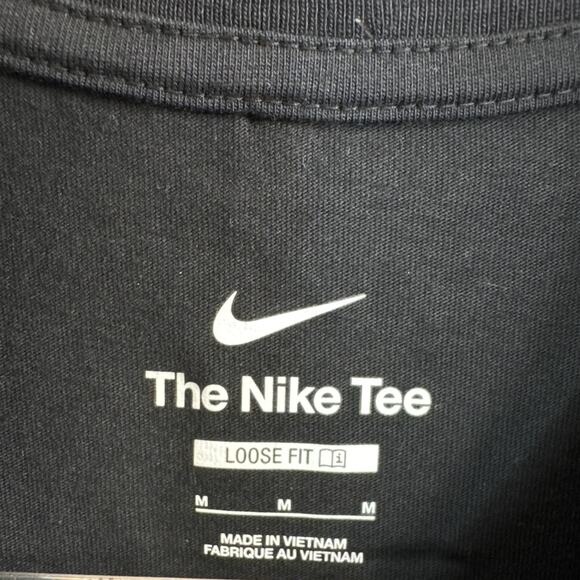 The Nike Tee
LOOSE FIT
M M M
MADE IN VIETNAM
FABRIQUE AU VIETNAM